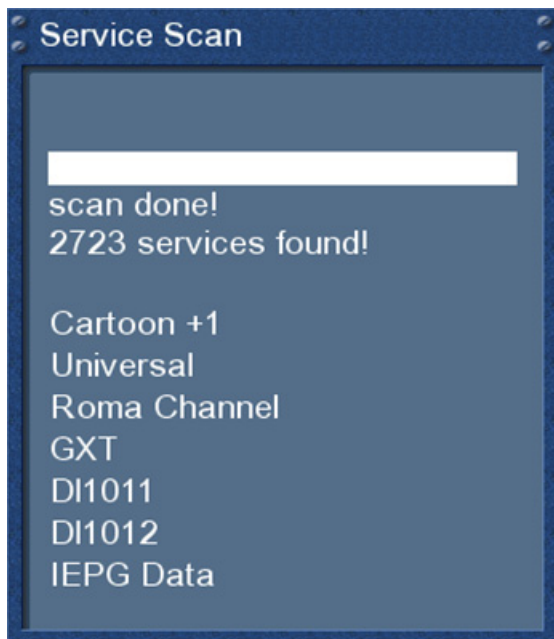 Service Scan
scan done!
2723 services found!
Cartoon +1
Universal
Roma Channel
GXT
DI1011
DI1012
IEPG Data